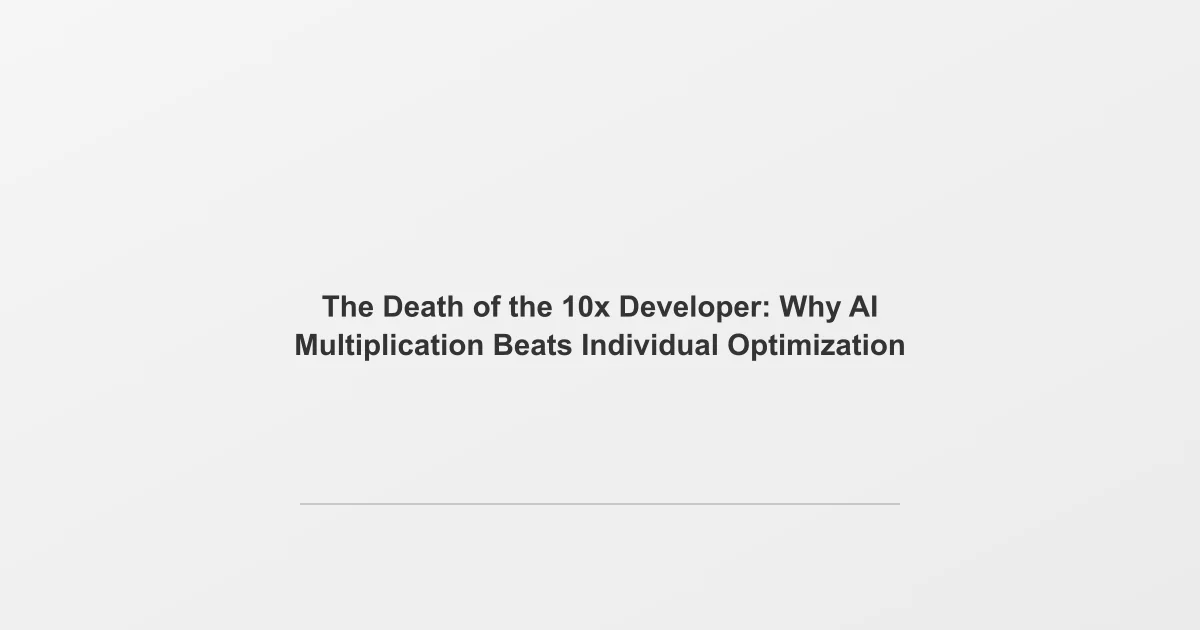 The Death of the 10x Developer: Why AI
Multiplication Beats Individual Optimization